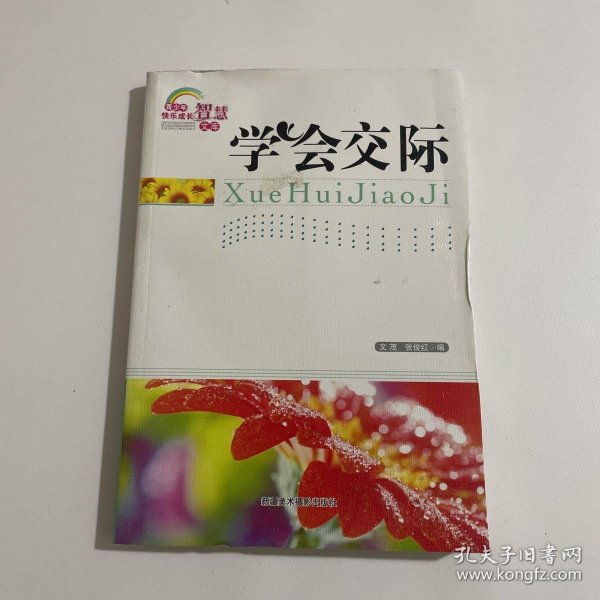 青少年
快乐成长智慧
文库
学会交际
XueHuiJiaoJi
文茂 张俊红◎编
新疆美术摄影出版社
孔夫子旧书网
www.kongfz.com